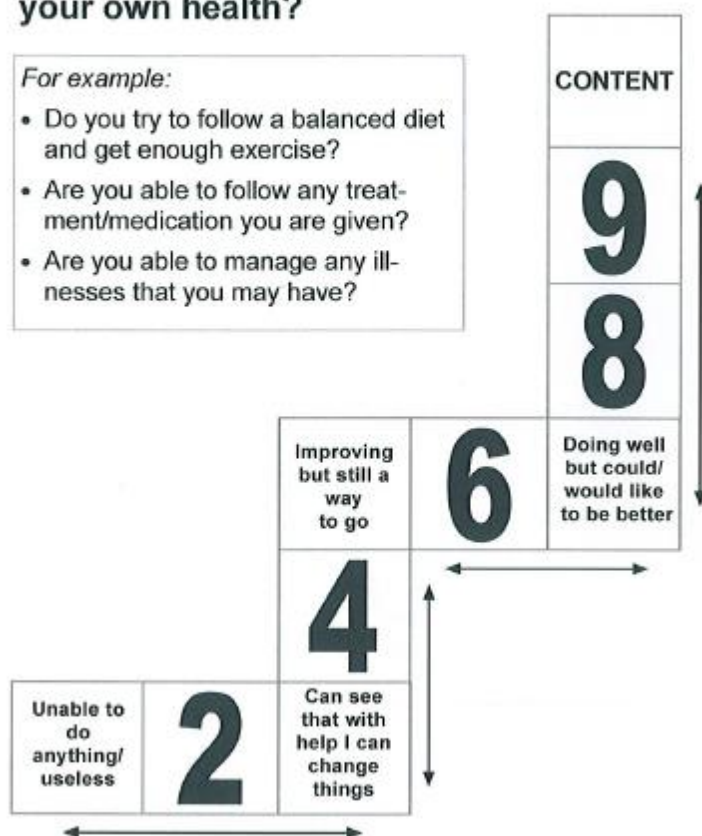 your own health?
For example:
• Do you try to follow a balanced diet
and get enough exercise?
• Are you able to follow any treat-
ment/medication you are given?
• Are you able to manage any ill-
nesses that you may have?
CONTENT
9
8
Improving
but still a
way
to go
6
Doing well
but could/
would like
to be better
4
Unable to
do
anything/
useless
2
Can see
that with
help I can
change
things